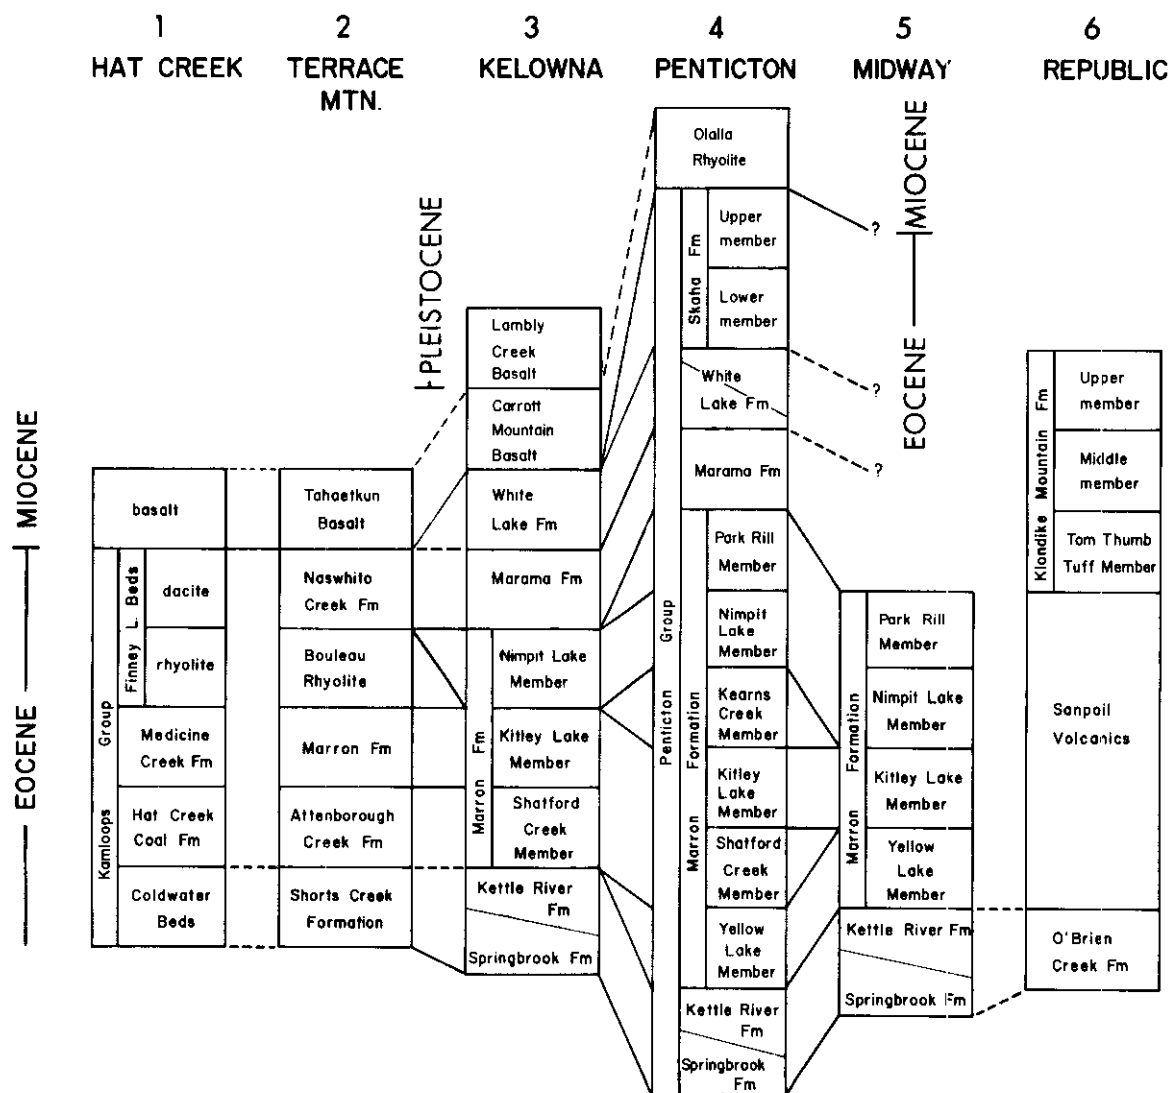 1
HAT CREEK
2
TERRACE
MTN.
3
KELOWNA
4
PENTICTON
5
MIDWAY
6
REPUBLIC
MIOCENE
EOCENE
Kamloops Group
Finney L. Beds
basalt
dacite
rhyolite
Medicine
Creek Fm
Hat Creek
Coal Fm
Coldwater
Beds
Tahaetkun
Basalt
Naswhito
Creek Fm
Bouleau
Rhyolite
Marron Fm
Attenborough
Creek Fm
Shorts Creek
Formation
PLEISTOCENE
Lambly
Creek
Basalt
Carrott
Mountain
Basalt
White
Lake Fm
Marama Fm
Marron Fm
Nimpit Lake
Member
Kitley Lake
Member
Shatford
Creek
Member
Kettle River
Fm
Springbrook Fm
Olalla
Rhyolite
Penticton Group
Skaha Fm
Upper
member
Lower
member
White
Lake Fm
Marama Fm
Marron Formation
Park Rill
Member
Nimpit
Lake
Member
Kearns
Creek
Member
Kitley
Lake
Member
Shatford
Creek
Member
Yellow
Lake
Member
Kettle River
Fm
Springbrook
Fm
?
?
?
MIOCENE
EOCENE
Marron Formation
Park Rill
Member
Nimpit Lake
Member
Kitley Lake
Member
Yellow
Lake
Member
Kettle River Fm
Springbrook Fm
Klondike Mountain Fm
Upper
member
Middle
member
Tom Thumb
Tuff Member
Sanpoil
Volcanics
O'Brien
Creek Fm